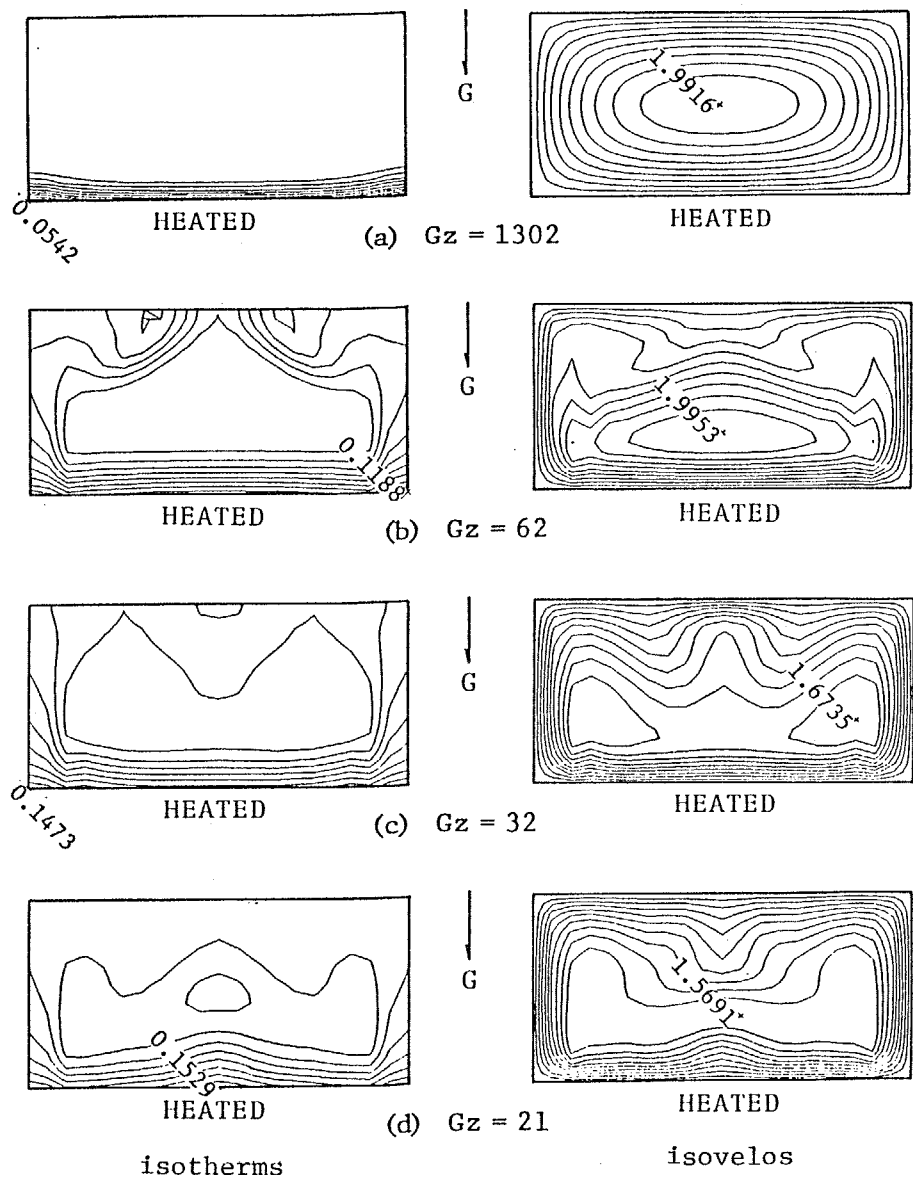 G
1.9916
0.0542
HEATED
HEATED
(a) Gz = 1302
G
1.9953
0.1188
HEATED
HEATED
(b) Gz = 62
G
1.6735
0.1473
HEATED
HEATED
(c) Gz = 32
G
1.5691
0.1529
HEATED
HEATED
(d) Gz = 21
isotherms
isovelos